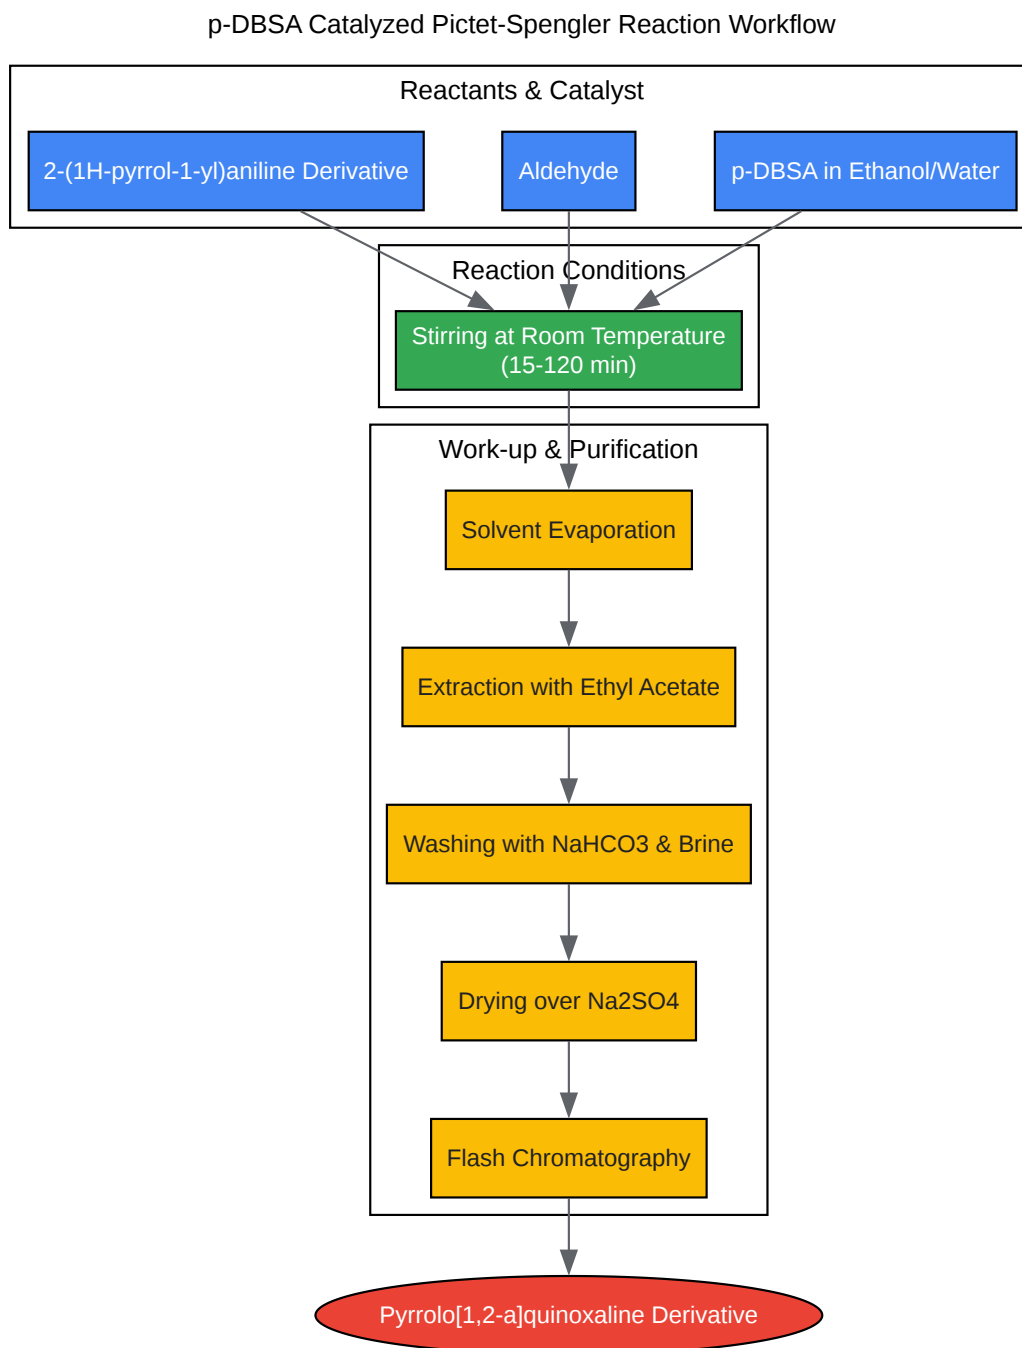 p-DBSA Catalyzed Pictet-Spengler Reaction Workflow
Reactants & Catalyst
2-(1H-pyrrol-1-yl)aniline Derivative
Aldehyde
p-DBSA in Ethanol/Water
Reaction Conditions
Stirring at Room Temperature
(15-120 min)
Work-up & Purification
Solvent Evaporation
Extraction with Ethyl Acetate
Washing with NaHCO3 & Brine
Drying over Na2SO4
Flash Chromatography
Pyrrolo[1,2-a]quinoxaline Derivative